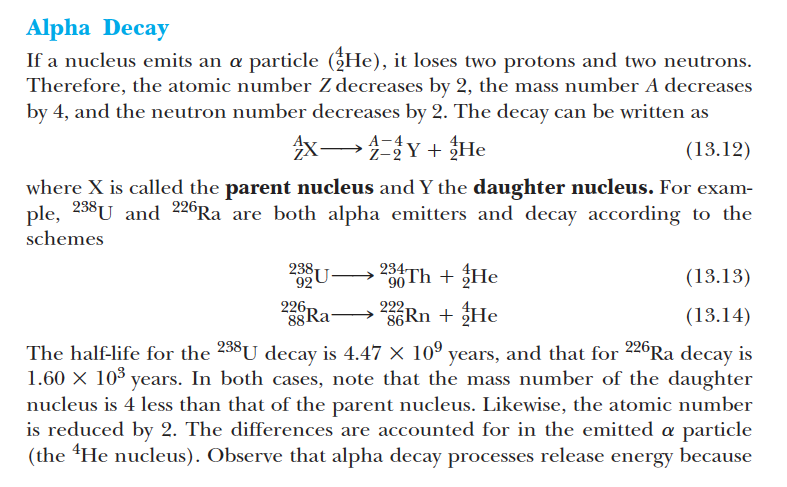 Alpha Decay
If a nucleus emits an α particle (⁴₂He), it loses two protons and two neutrons.
Therefore, the atomic number Z decreases by 2, the mass number A decreases
by 4, and the neutron number decreases by 2. The decay can be written as
ᴬ_ZX ⟶ ᴬ⁻⁴_Z₋₂Y + ⁴₂He (13.12)
where X is called the parent nucleus and Y the daughter nucleus. For exam-
ple, ²³⁸U and ²²⁶Ra are both alpha emitters and decay according to the
schemes
²³⁸₉₂U ⟶ ²³⁴₉₀Th + ⁴₂He (13.13)
²²⁶₈₈Ra ⟶ ²²²₈₆Rn + ⁴₂He (13.14)
The half-life for the ²³⁸U decay is 4.47 × 10⁹ years, and that for ²²⁶Ra decay is
1.60 × 10³ years. In both cases, note that the mass number of the daughter
nucleus is 4 less than that of the parent nucleus. Likewise, the atomic number
is reduced by 2. The differences are accounted for in the emitted α particle
(the ⁴He nucleus). Observe that alpha decay processes release energy because